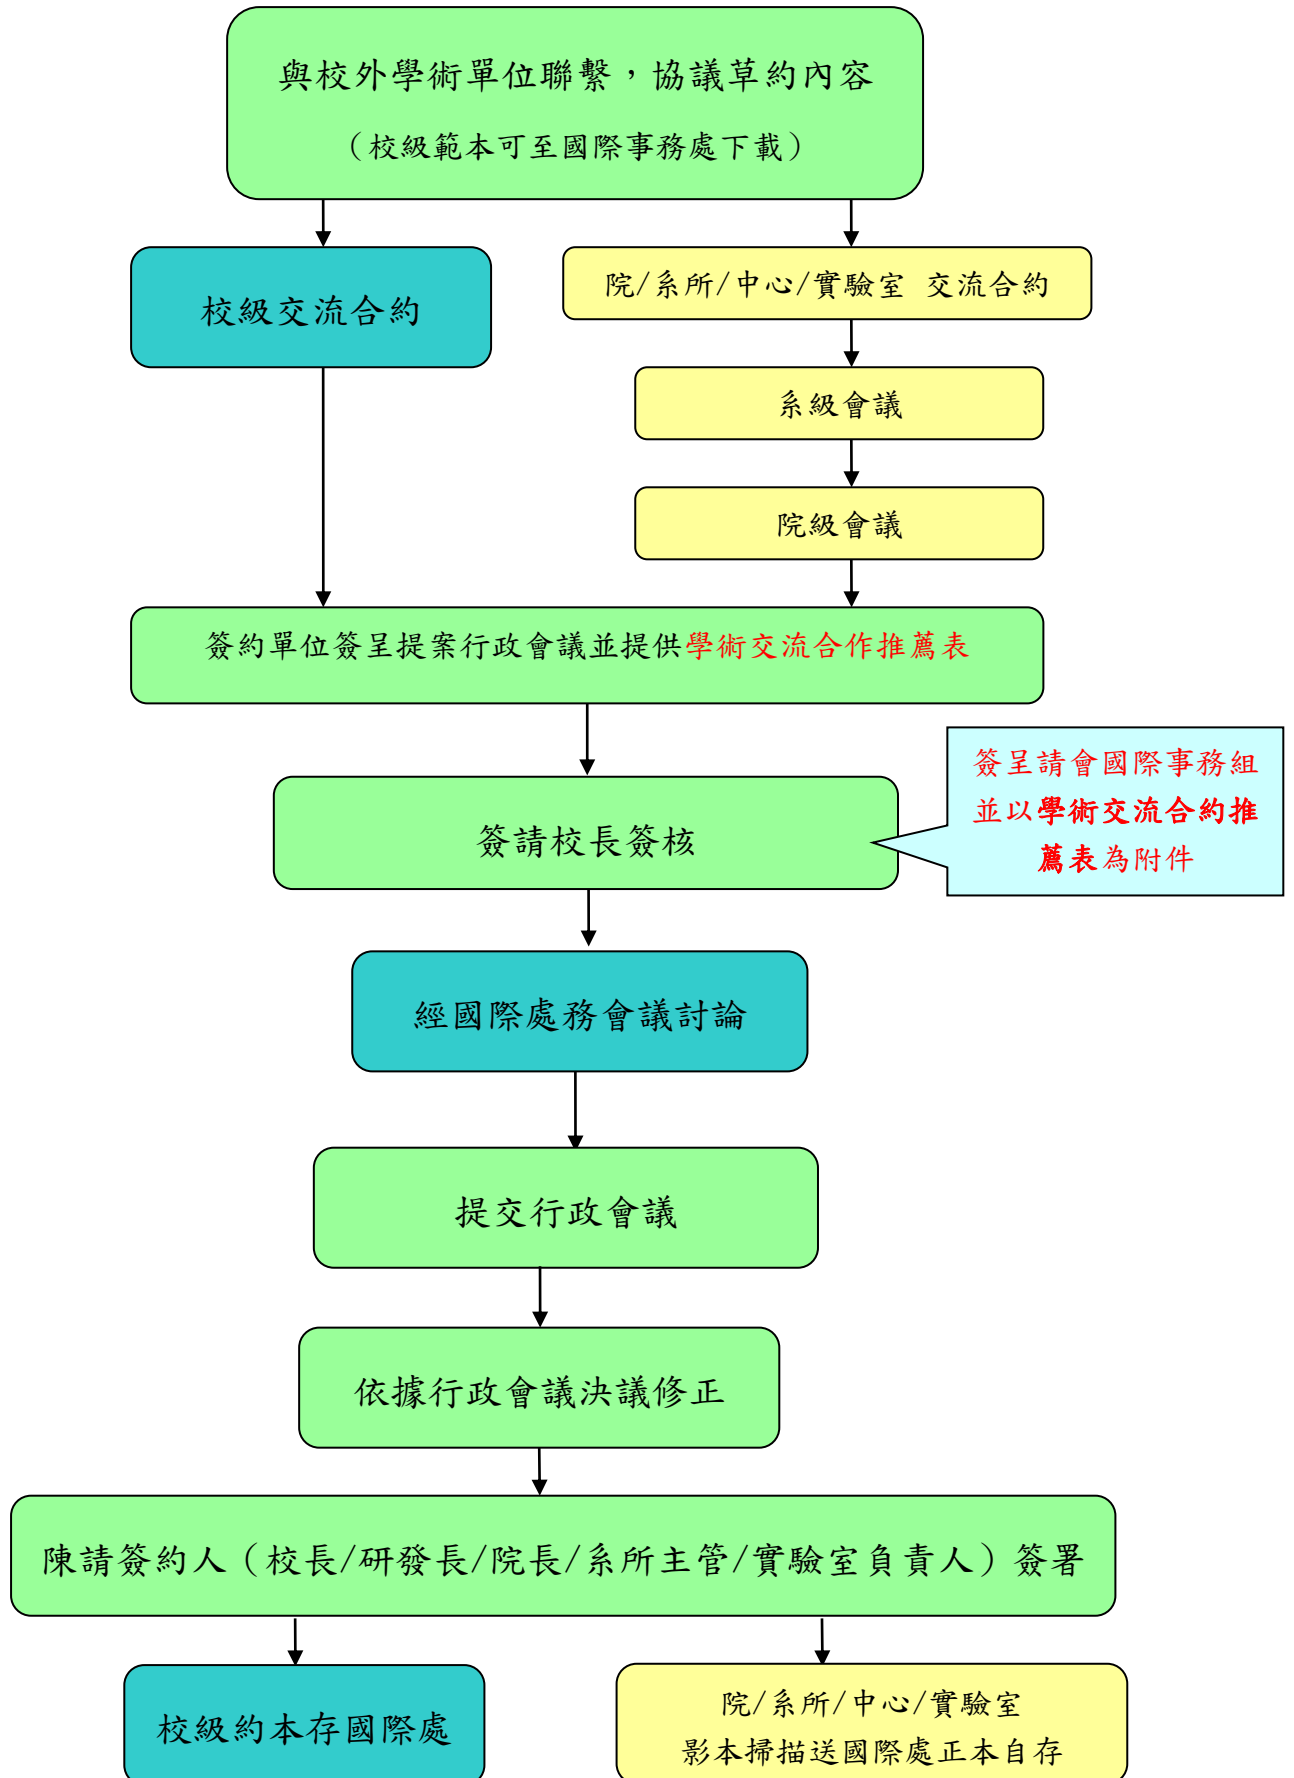 與校外學術單位聯繫，協議草約內容
（校級範本可至國際事務處下載）
校級交流合約
院/系所/中心/實驗室 交流合約
系級會議
院級會議
簽約單位簽呈提案行政會議並提供學術交流合作推薦表
簽請校長簽核
簽呈請會國際事務組
並以學術交流合約推
薦表為附件
經國際處務會議討論
提交行政會議
依據行政會議決議修正
陳請簽約人（校長/研發長/院長/系所主管/實驗室負責人）簽署
校級約本存國際處
院/系所/中心/實驗室
影本掃描送國際處正本自存